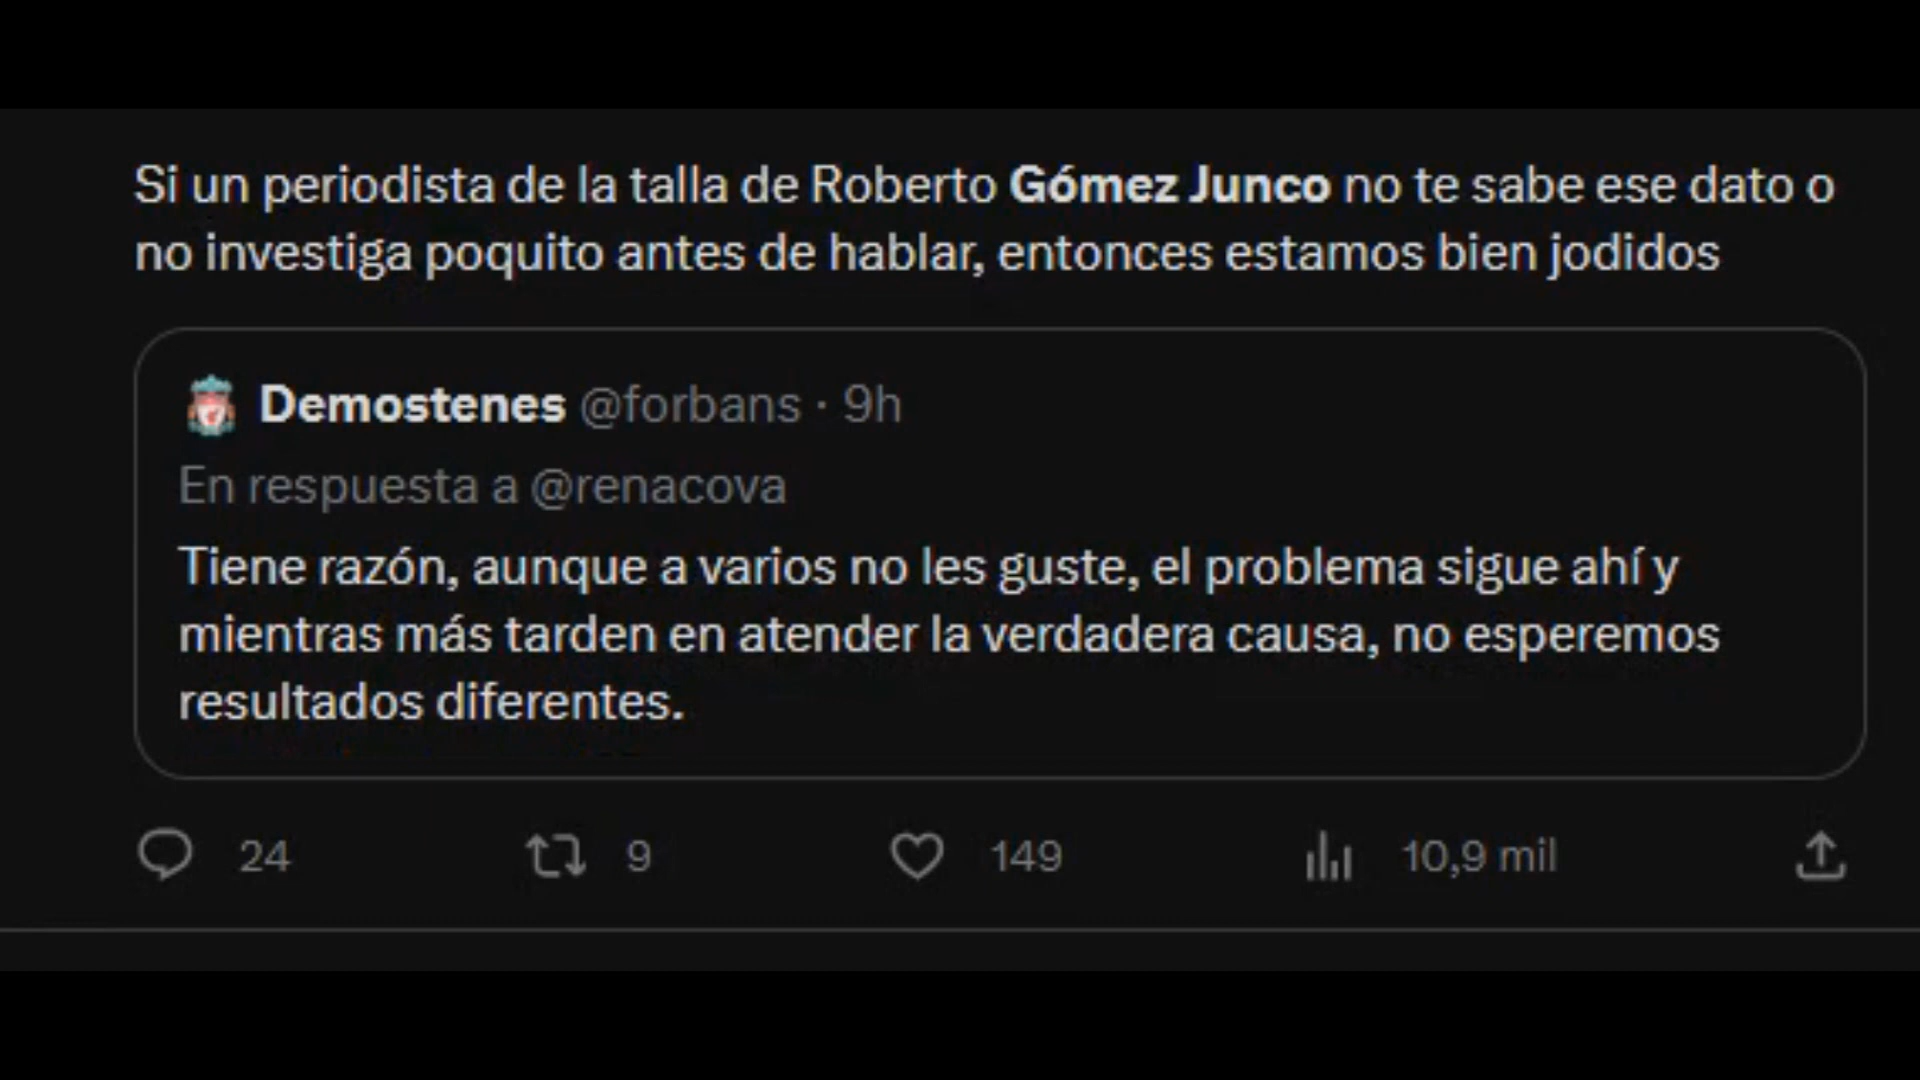 Si un periodista de la talla de Roberto Gómez Junco no te sabe ese dato o
no investiga poquito antes de hablar, entonces estamos bien jodidos
Demostenes @forbans · 9h
En respuesta a @renacova
Tiene razón, aunque a varios no les guste, el problema sigue ahí y
mientras más tarden en atender la verdadera causa, no esperemos
resultados diferentes.
24 9 149 10,9 mil